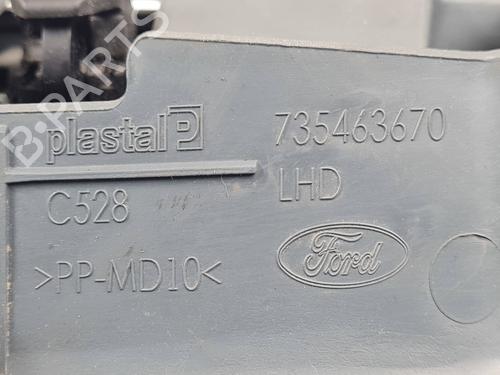 B-PARTS
plastal P
735463670
C528
LHD
>PP-MD10<
Ford